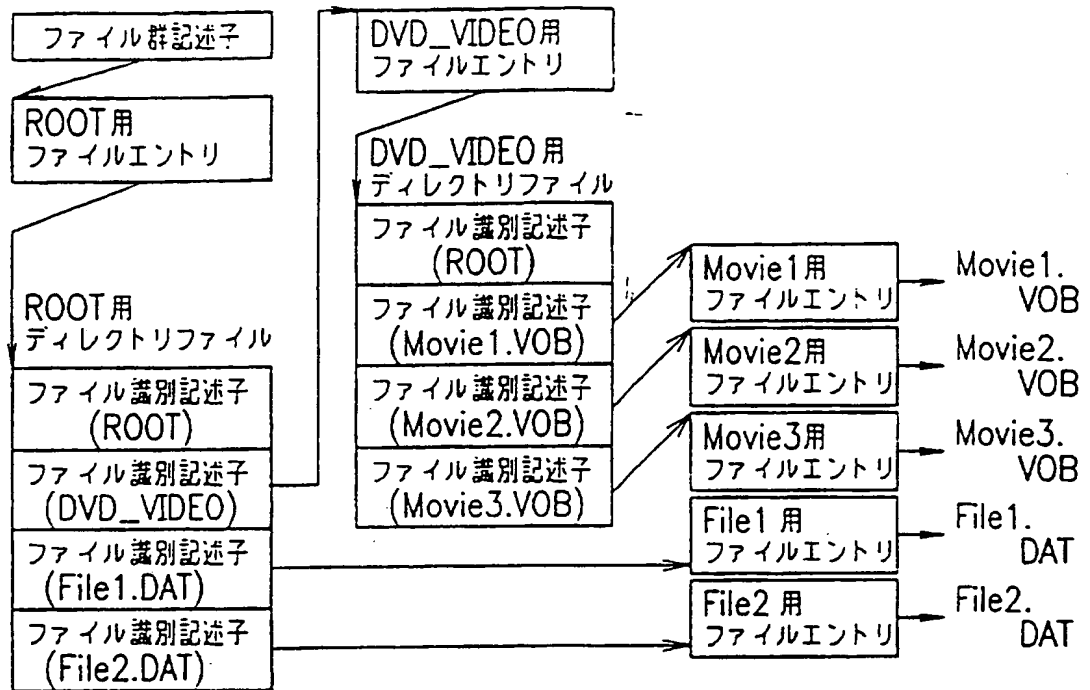 ファイル群記述子
ROOT用
ファイルエントリ
ROOT用
ディレクトリファイル
ファイル識別記述子
(ROOT)
ファイル識別記述子
(DVD_VIDEO)
ファイル識別記述子
(File1.DAT)
ファイル識別記述子
(File2.DAT)
DVD_VIDEO用
ファイルエントリ
DVD_VIDEO用
ディレクトリファイル
ファイル識別記述子
(ROOT)
ファイル識別記述子
(Movie1.VOB)
ファイル識別記述子
(Movie2.VOB)
ファイル識別記述子
(Movie3.VOB)
Movie1用
ファイルエントリ
Movie2用
ファイルエントリ
Movie3用
ファイルエントリ
File1用
ファイルエントリ
File2用
ファイルエントリ
Movie1.
VOB
Movie2.
VOB
Movie3.
VOB
File1.
DAT
File2.
DAT